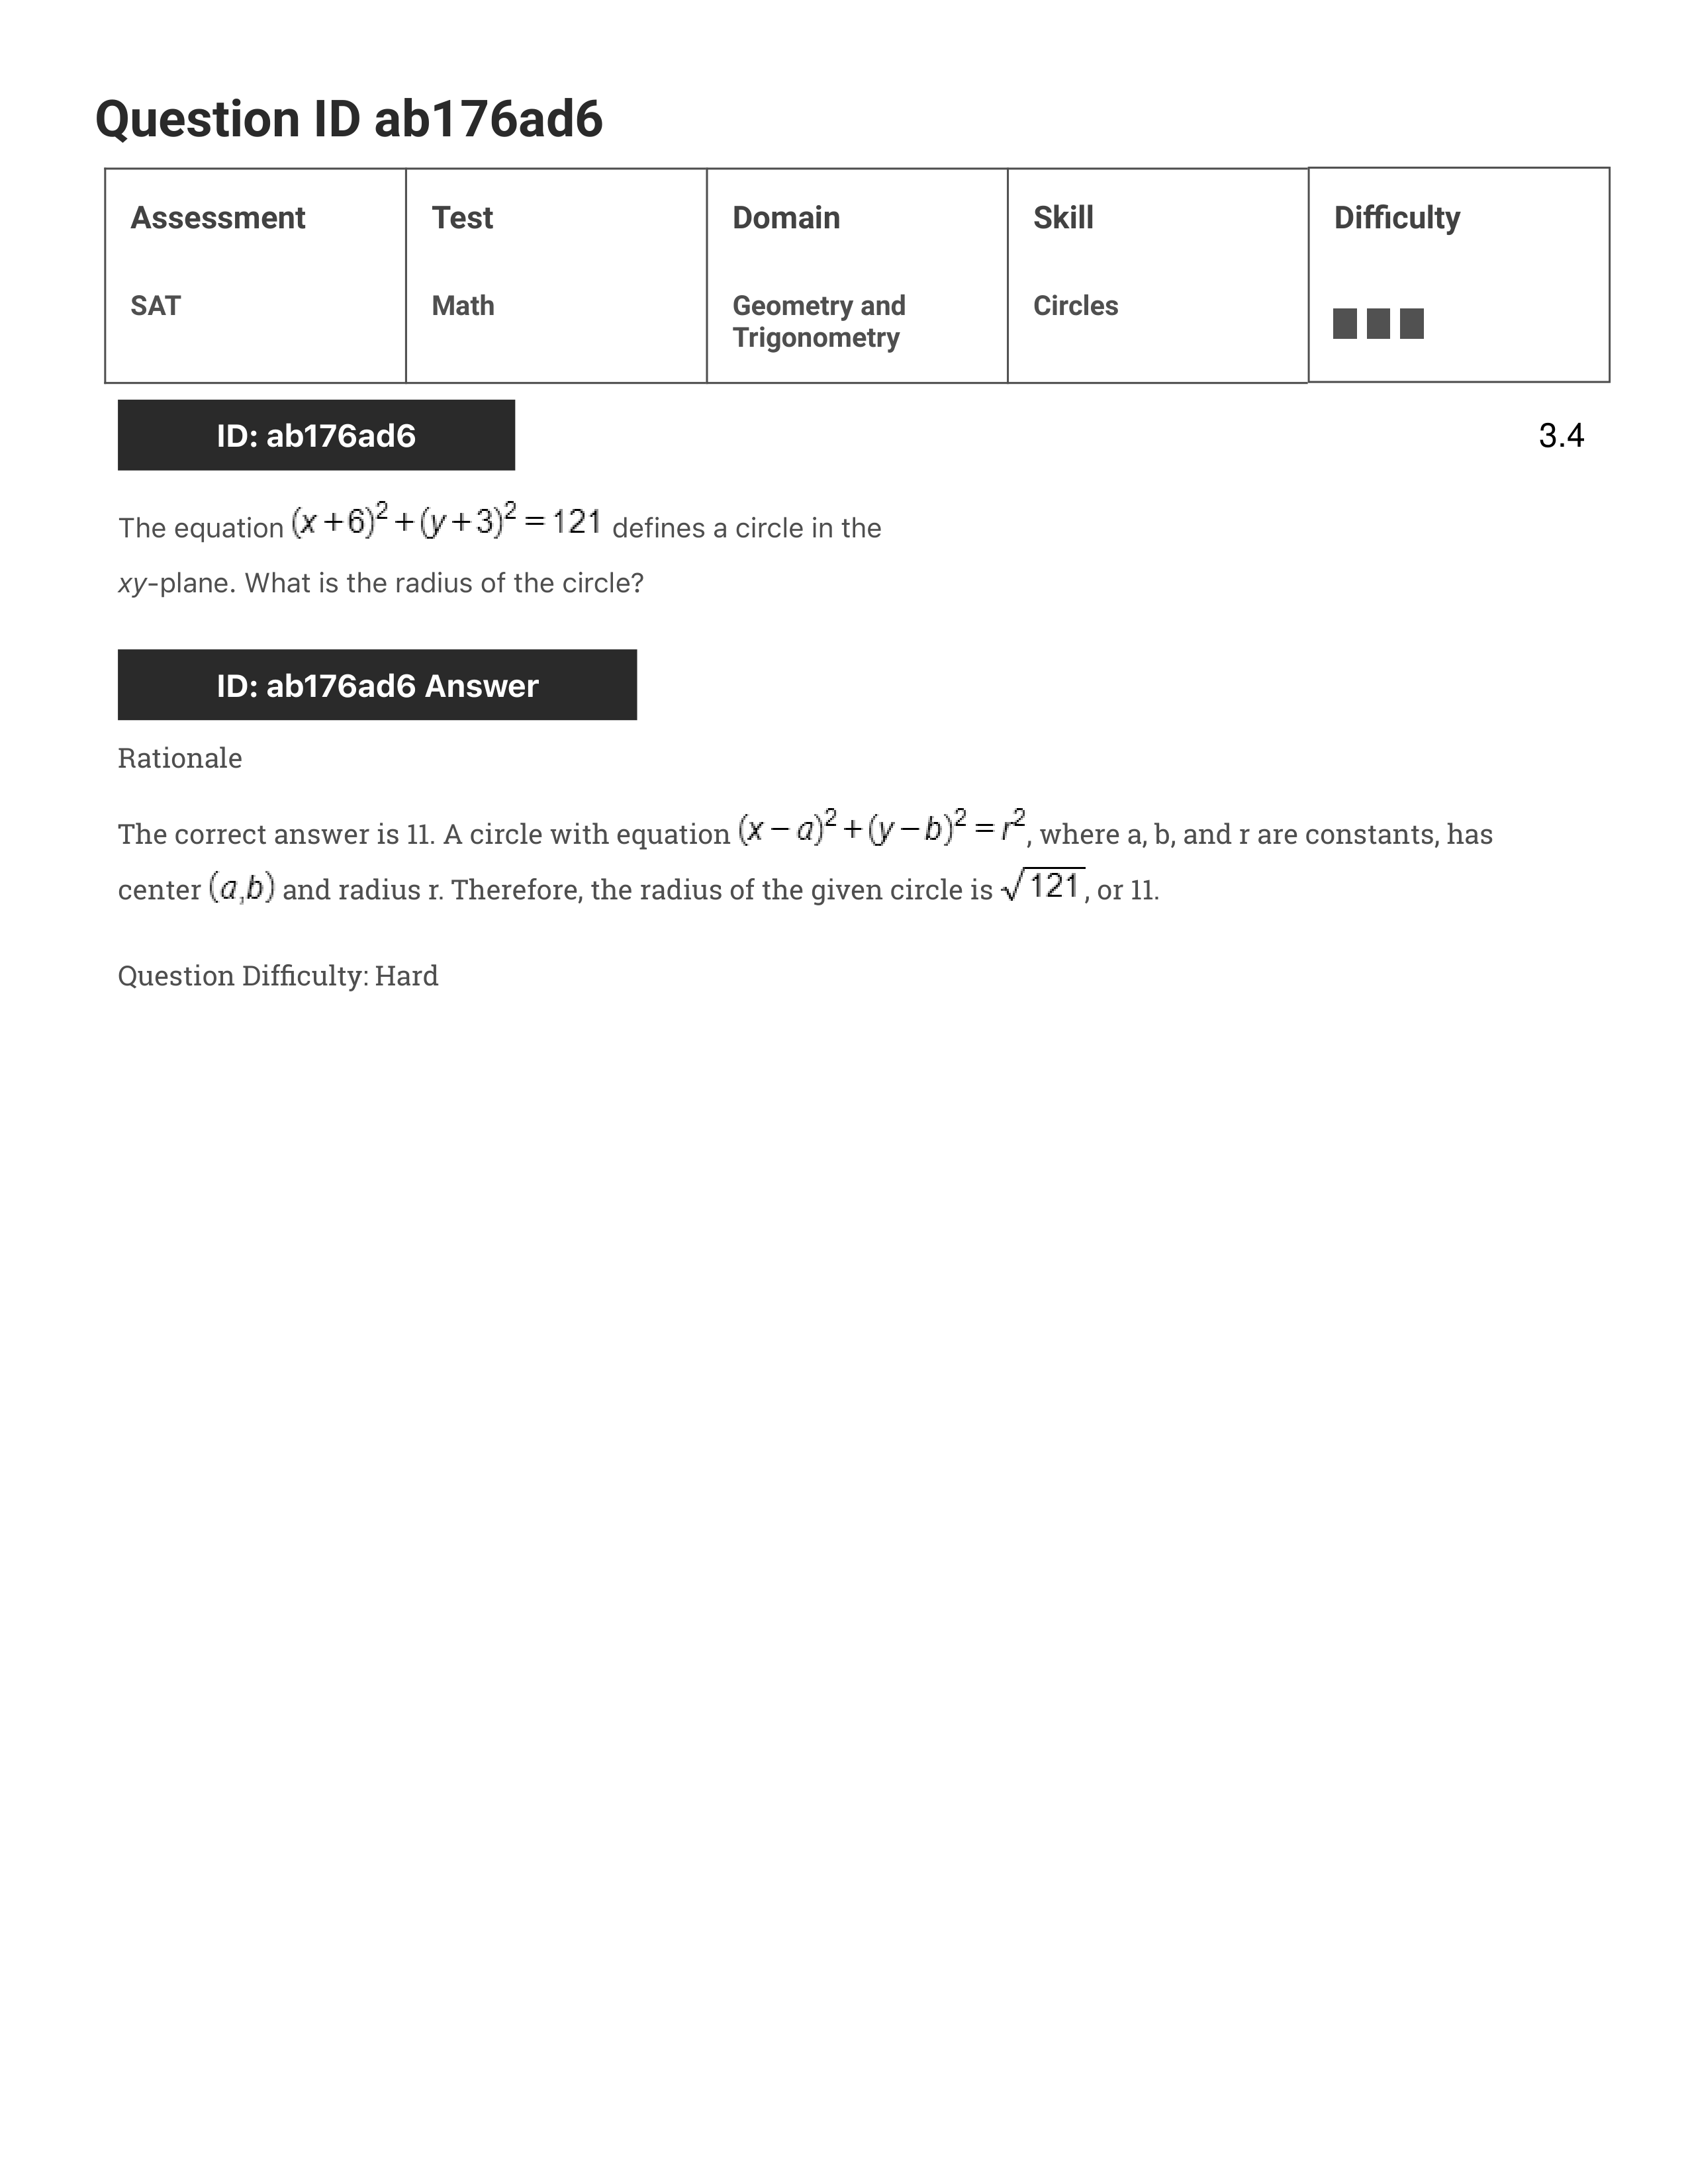 Question ID ab176ad6
Assessment Test Domain Skill Difficulty
SAT Math Geometry and Trigonometry Circles
ID: ab176ad6 3.4
The equation (x+6)² + (y+3)² = 121 defines a circle in the
xy-plane. What is the radius of the circle?
ID: ab176ad6 Answer
Rationale
The correct answer is 11. A circle with equation (x − a)² + (y − b)² = r², where a, b, and r are constants, has
center (a,b) and radius r. Therefore, the radius of the given circle is √121, or 11.
Question Difficulty: Hard